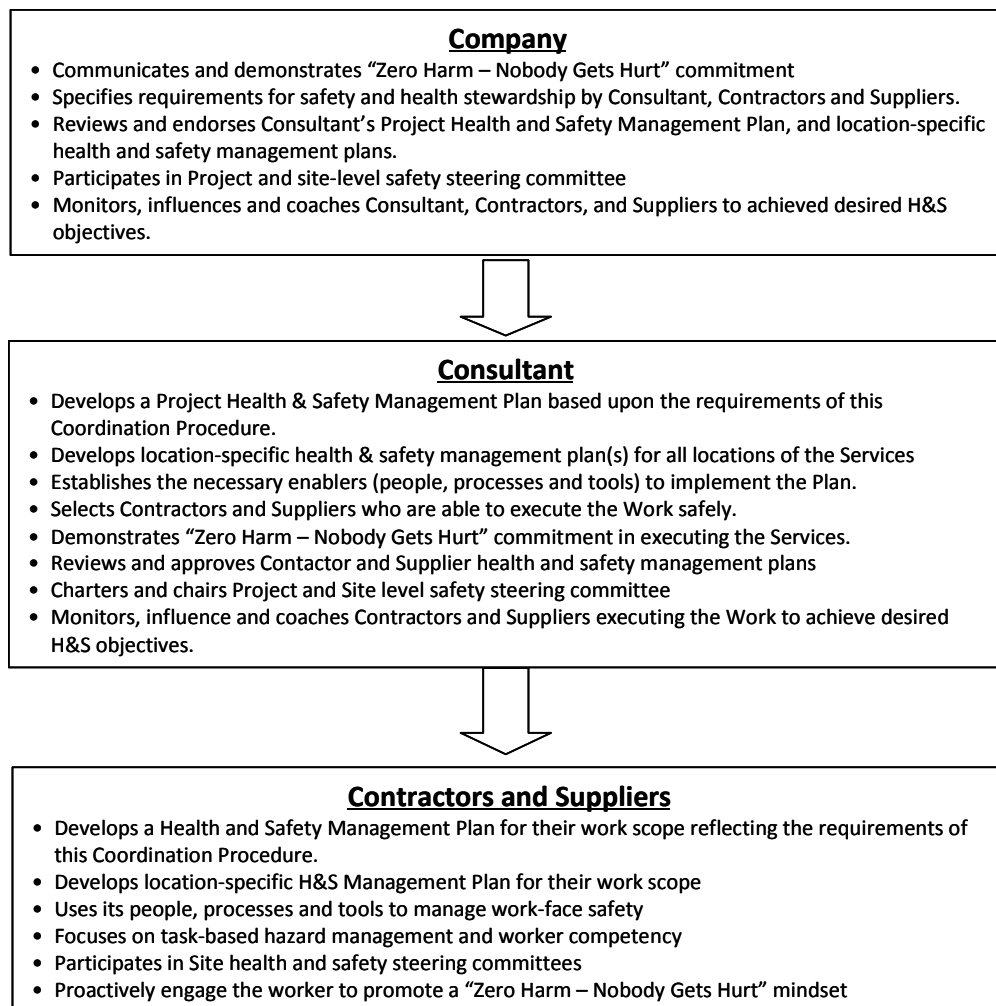 Company
• Communicates and demonstrates “Zero Harm – Nobody Gets Hurt” commitment
• Specifies requirements for safety and health stewardship by Consultant, Contractors and Suppliers.
• Reviews and endorses Consultant’s Project Health and Safety Management Plan, and location-specific
health and safety management plans.
• Participates in Project and site-level safety steering committee
• Monitors, influences and coaches Consultant, Contractors, and Suppliers to achieved desired H&S
objectives.
Consultant
• Develops a Project Health & Safety Management Plan based upon the requirements of this
Coordination Procedure.
• Develops location-specific health & safety management plan(s) for all locations of the Services
• Establishes the necessary enablers (people, processes and tools) to implement the Plan.
• Selects Contractors and Suppliers who are able to execute the Work safely.
• Demonstrates “Zero Harm – Nobody Gets Hurt” commitment in executing the Services.
• Reviews and approves Contactor and Supplier health and safety management plans
• Charters and chairs Project and Site level safety steering committee
• Monitors, influence and coaches Contractors and Suppliers executing the Work to achieve desired
H&S objectives.
Contractors and Suppliers
• Develops a Health and Safety Management Plan for their work scope reflecting the requirements of
this Coordination Procedure.
• Develops location-specific H&S Management Plan for their work scope
• Uses its people, processes and tools to manage work-face safety
• Focuses on task-based hazard management and worker competency
• Participates in Site health and safety steering committees
• Proactively engage the worker to promote a “Zero Harm – Nobody Gets Hurt” mindset